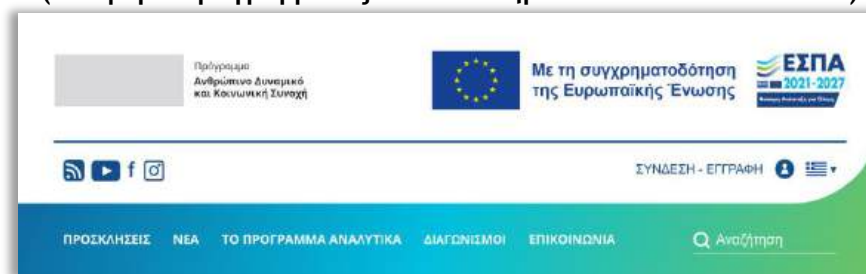 Πρόγραμμα
Ανθρώπινο Δυναμικό
και Κοινωνική Συνοχή
Με τη συγχρηματοδότηση
της Ευρωπαϊκής Ένωσης
ΕΣΠΑ
2021-2027
ΣΥΝΔΕΣΗ - ΕΓΓΡΑΦΗ
ΠΡΟΣΚΛΗΣΕΙΣ ΝΕΑ ΤΟ ΠΡΟΓΡΑΜΜΑ ΑΝΑΛΥΤΙΚΑ ΔΙΑΓΩΝΙΣΜΟΙ ΕΠΙΚΟΙΝΩΝΙΑ Αναζήτηση